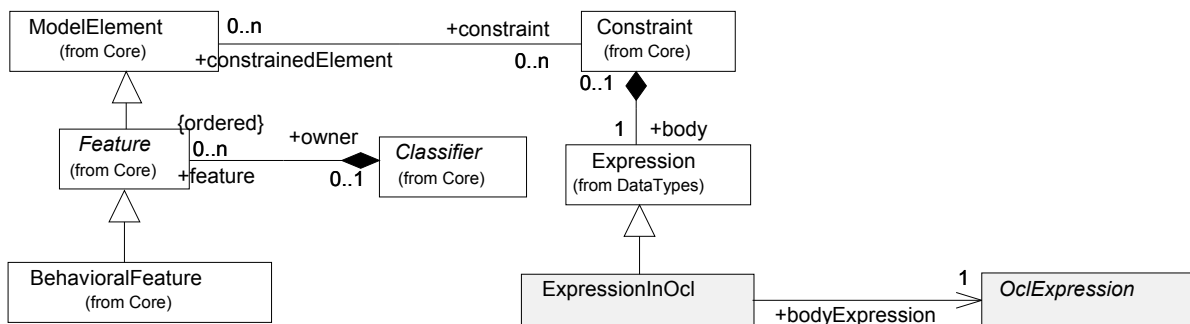 ModelElement
(from Core)
0..n
+constrainedElement
+constraint
0..n
Constraint
(from Core)
0..1
1
+body
{ordered}
Feature
(from Core)
0..n
+feature
+owner
0..1
Classifier
(from Core)
Expression
(from DataTypes)
BehavioralFeature
(from Core)
ExpressionInOcl
1
+bodyExpression
OclExpression